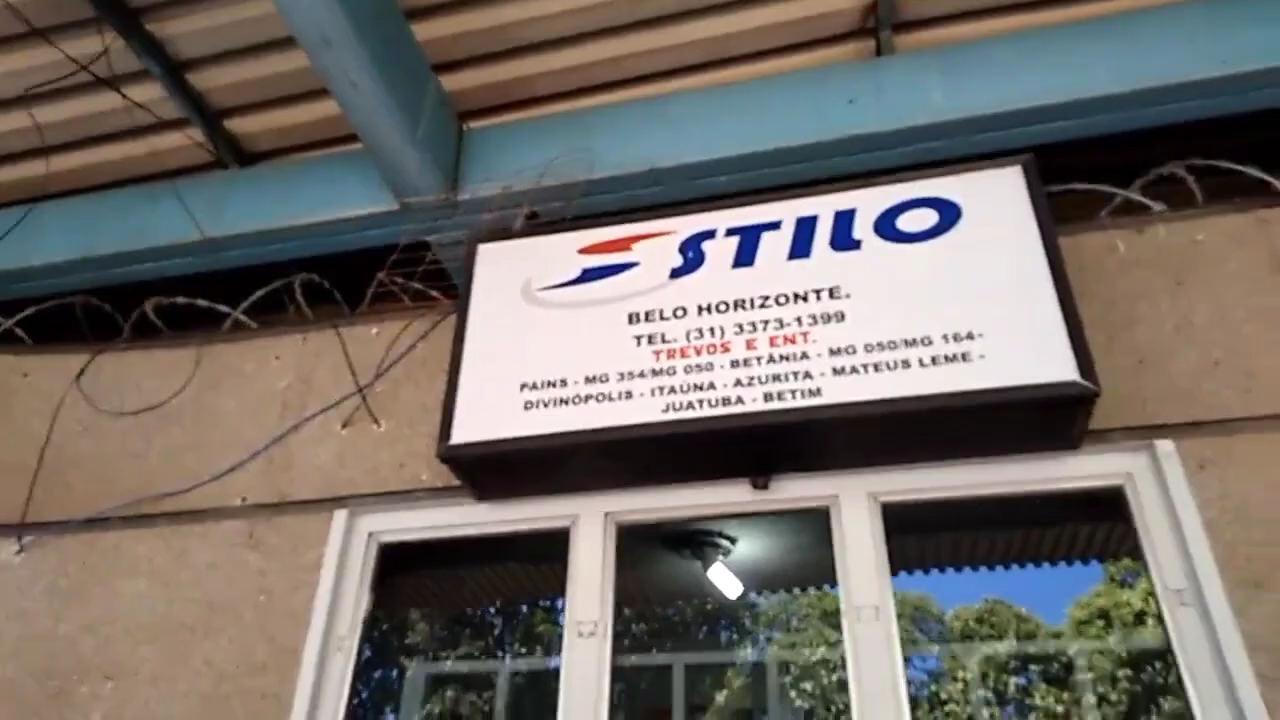 ESTILO
BELO HORIZONTE.
TEL. (31) 3373-1399
TREVOS E ENT.
PAINS - MG 354/MG 050 - BETÂNIA - MG 050/MG 164-
DIVINÓPOLIS - ITAÚNA - AZURITA - MATEUS LEME -
JUATUBA - BETIM